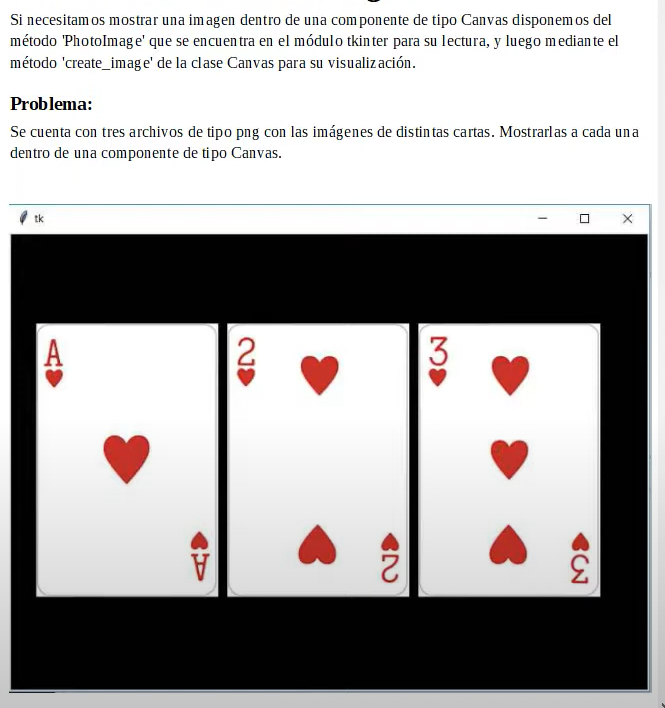 Si necesitamos mostrar una imagen dentro de una componente de tipo Canvas disponemos del
método 'PhotoImage' que se encuentra en el módulo tkinter para su lectura, y luego mediante el
método 'create_image' de la clase Canvas para su visualización.
Problema:
Se cuenta con tres archivos de tipo png con las imágenes de distintas cartas. Mostrarlas a cada una
dentro de una componente de tipo Canvas.
tk
A
2
3
A
2
3